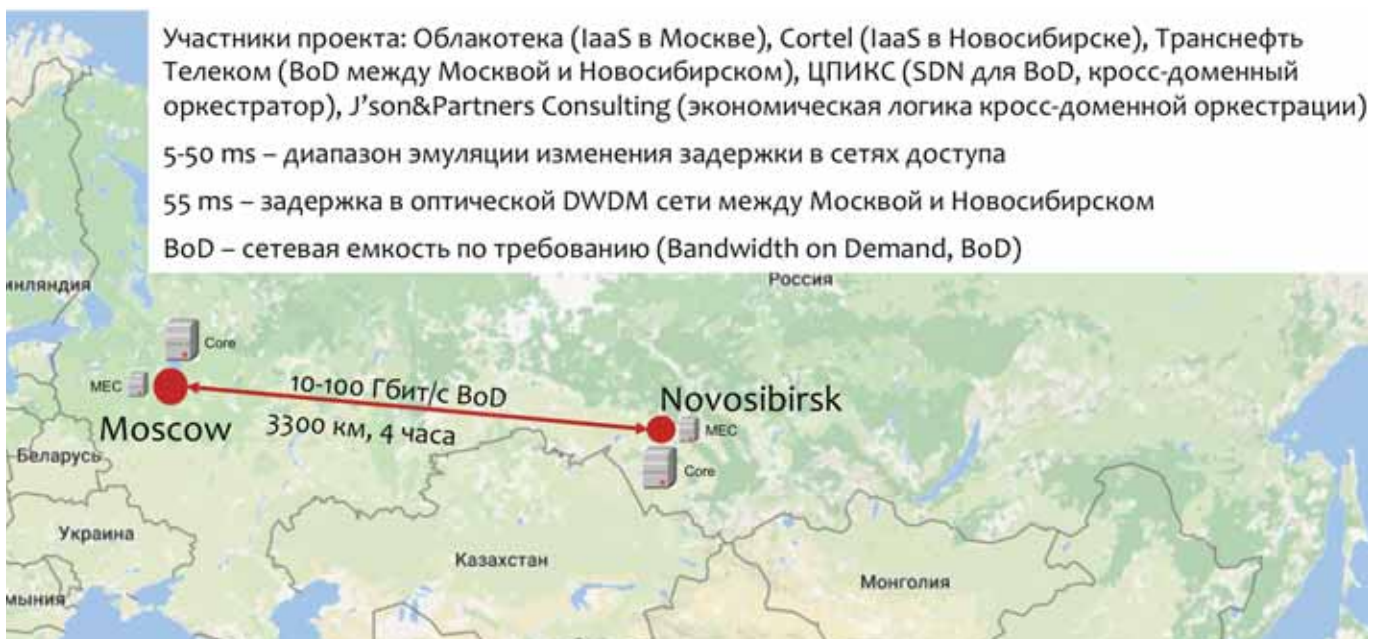 Участники проекта: Облакотека (IaaS в Москве), Cortel (IaaS в Новосибирске), Транснефть
Телеком (BoD между Москвой и Новосибирском), ЦПИКС (SDN для BoD, кросс-доменный
оркестратор), J’son&Partners Consulting (экономическая логика кросс-доменной оркестрации)
5-50 ms – диапазон эмуляции изменения задержки в сетях доступа
55 ms – задержка в оптической DWDM сети между Москвой и Новосибирском
BoD – сетевая емкость по требованию (Bandwidth on Demand, BoD)
Россия
инляндия
Core
MEC
10-100 Гбит/с BoD
Novosibirsk
Moscow
3300 км, 4 часа
MEC
Core
Беларусь
Украина
Казахстан
Монголия
мыния